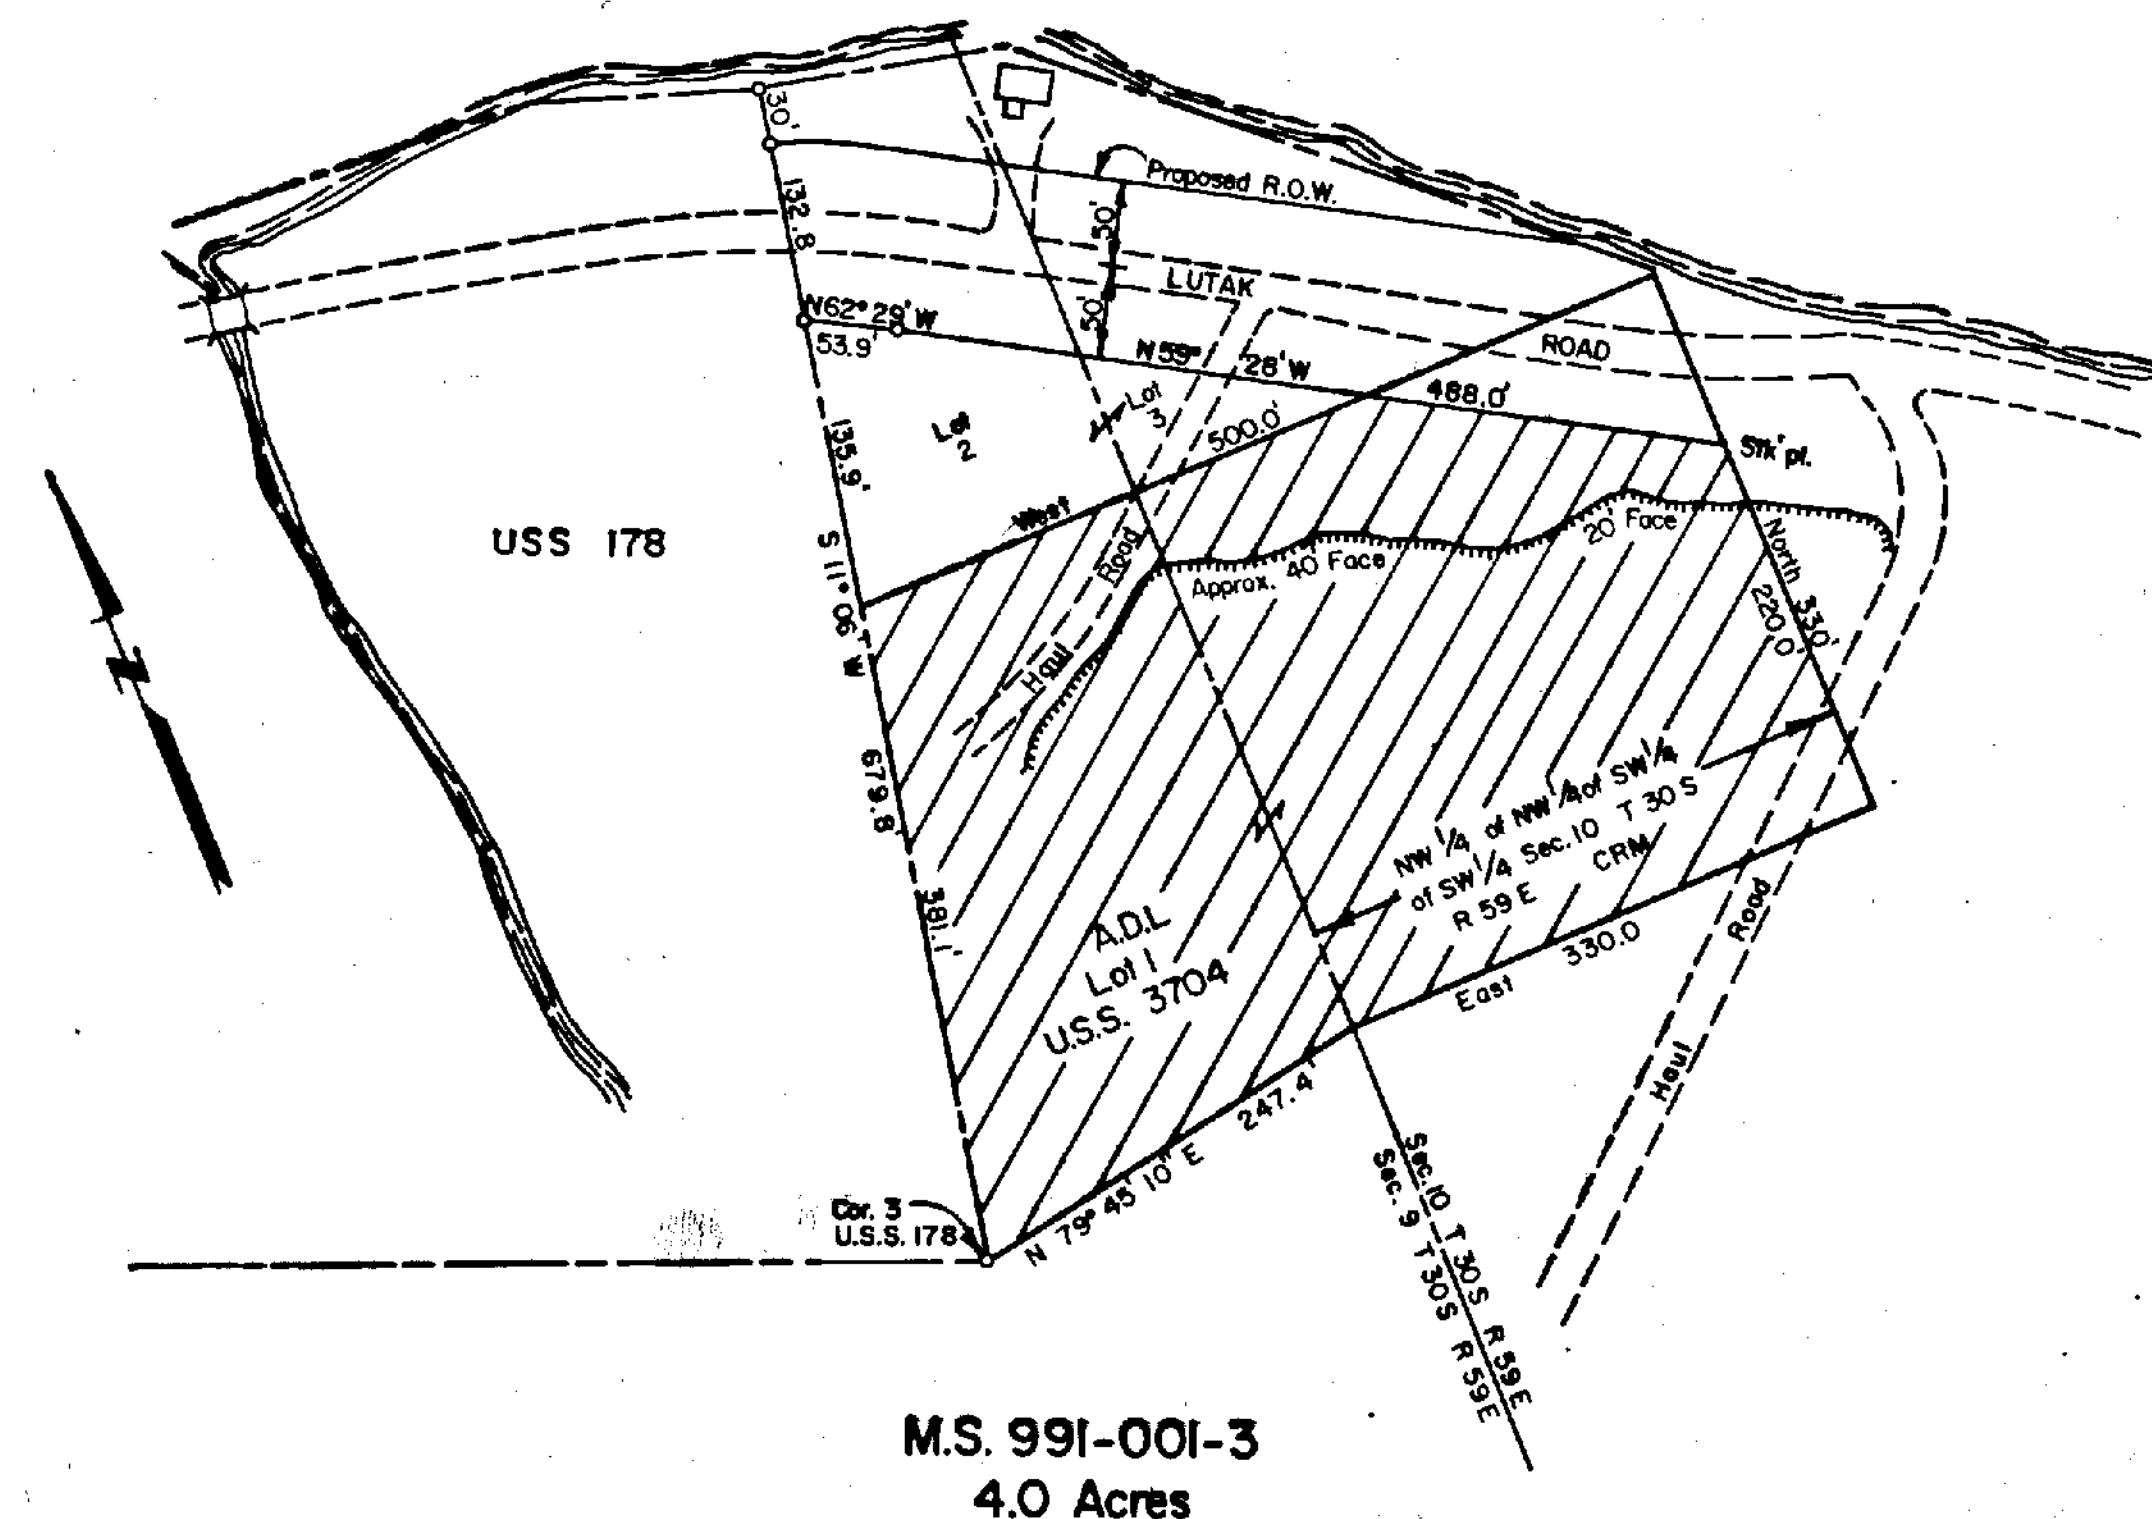 30'
132.8
Proposed R.O.W.
50'
50'
LUTAK
ROAD
N62° 29' W
53.9'
N 59° 28' W
488.0'
Stk' pt.
Lot
3
Lot
2
500.0'
West
135.9'
S 11° 06' W
USS 178
N
Road
Haul
Approx. 40' Face
20' Face
North 330'
220.0'
679.8'
381.1'
NW 1/4 of NW 1/4 of SW 1/4
of SW 1/4 Sec. 10 T 30 S
R 59 E CRM
A.D.L
Lot 1
U.S.S. 3704
330.0
East
247.4'
N 79° 45' 10" E
Road
Haul
Cor. 3
U.S.S. 178
Sec. 10 T 30 S R 59 E
Sec. 9 T 30 S R 59 E
M.S. 991-001-3
4.0 Acres